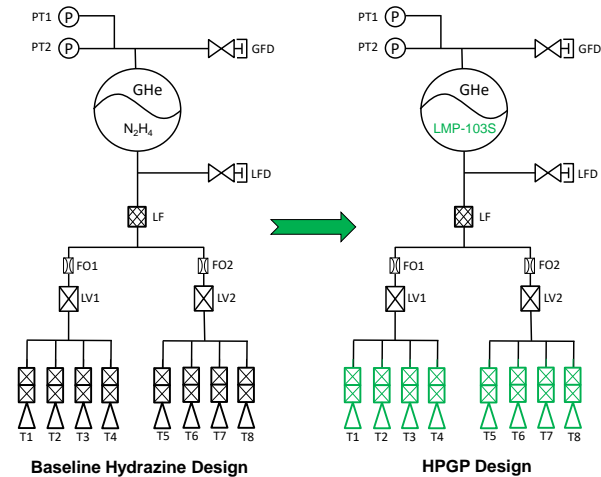 PT1
P
PT2
P
GFD
GHe
N₂H₄
LFD
LF
FO1
FO2
LV1
LV2
T1 T2 T3 T4
T5 T6 T7 T8
Baseline Hydrazine Design
PT1
P
PT2
P
GFD
GHe
LMP-103S
LFD
LF
FO1
FO2
LV1
LV2
T1 T2 T3 T4
T5 T6 T7 T8
HPGP Design